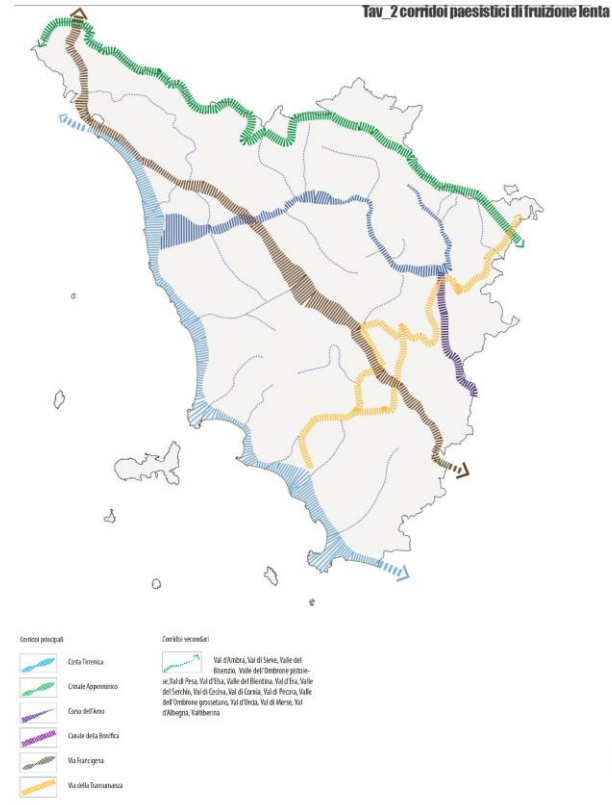 Tav_2 corridoi paesistici di fruizione lenta
Corridoi principali
Costa Tirrenica
Crinale Appenninico
Corso dell'Arno
Canale della Bonifica
Via Francigena
Via della Transumanza
Corridoi secondari
Val d'Ambra, Val di Sieve, Valle del
Bisenzio, Valle dell'Ombrone pistoie-
se, Val di Pesa, Val d'Elsa, Valle del Bientina, Val d'Era, Valle
del Serchio, Val di Cecina, Val di Cornia, Val di Pecora, Valle
dell'Ombrone grossetano, Val d'Orcia, Val di Merse, Val
d'Albegna, Valtiberina